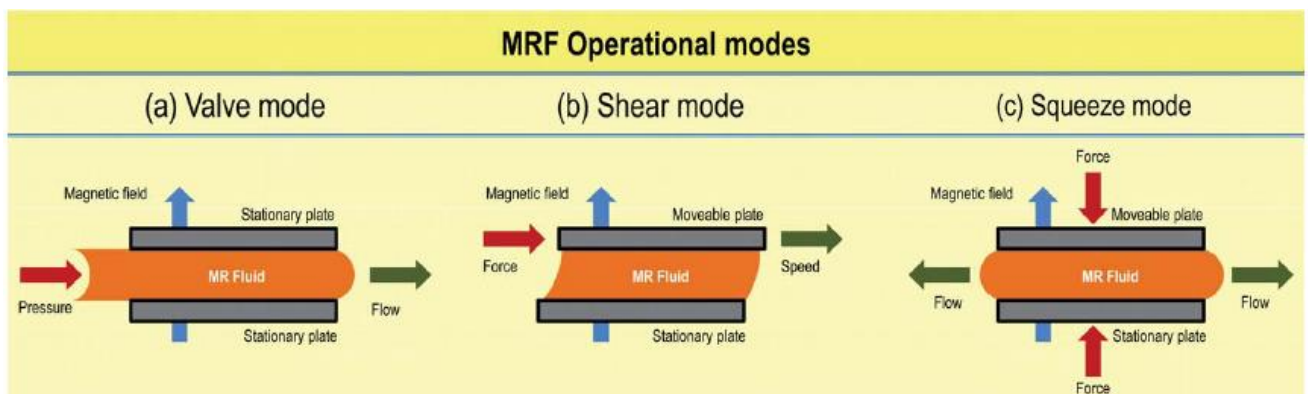 MRF Operational modes
(a) Valve mode
(b) Shear mode
(c) Squeeze mode
Magnetic field
Stationary plate
MR Fluid
Pressure
Flow
Stationary plate
Magnetic field
Moveable plate
Force
MR Fluid
Speed
Stationary plate
Force
Magnetic field
Moveable plate
MR Fluid
Flow
Flow
Stationary plate
Force